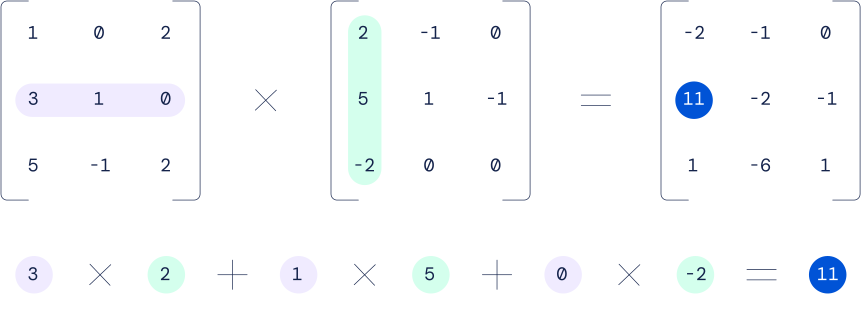 1 0 2 2 -1 0 -2 -1 0
3 1 0 × 5 1 -1 = 11 -2 -1
5 -1 2 -2 0 0 1 -6 1
3 × 2 + 1 × 5 + 0 × -2 = 11